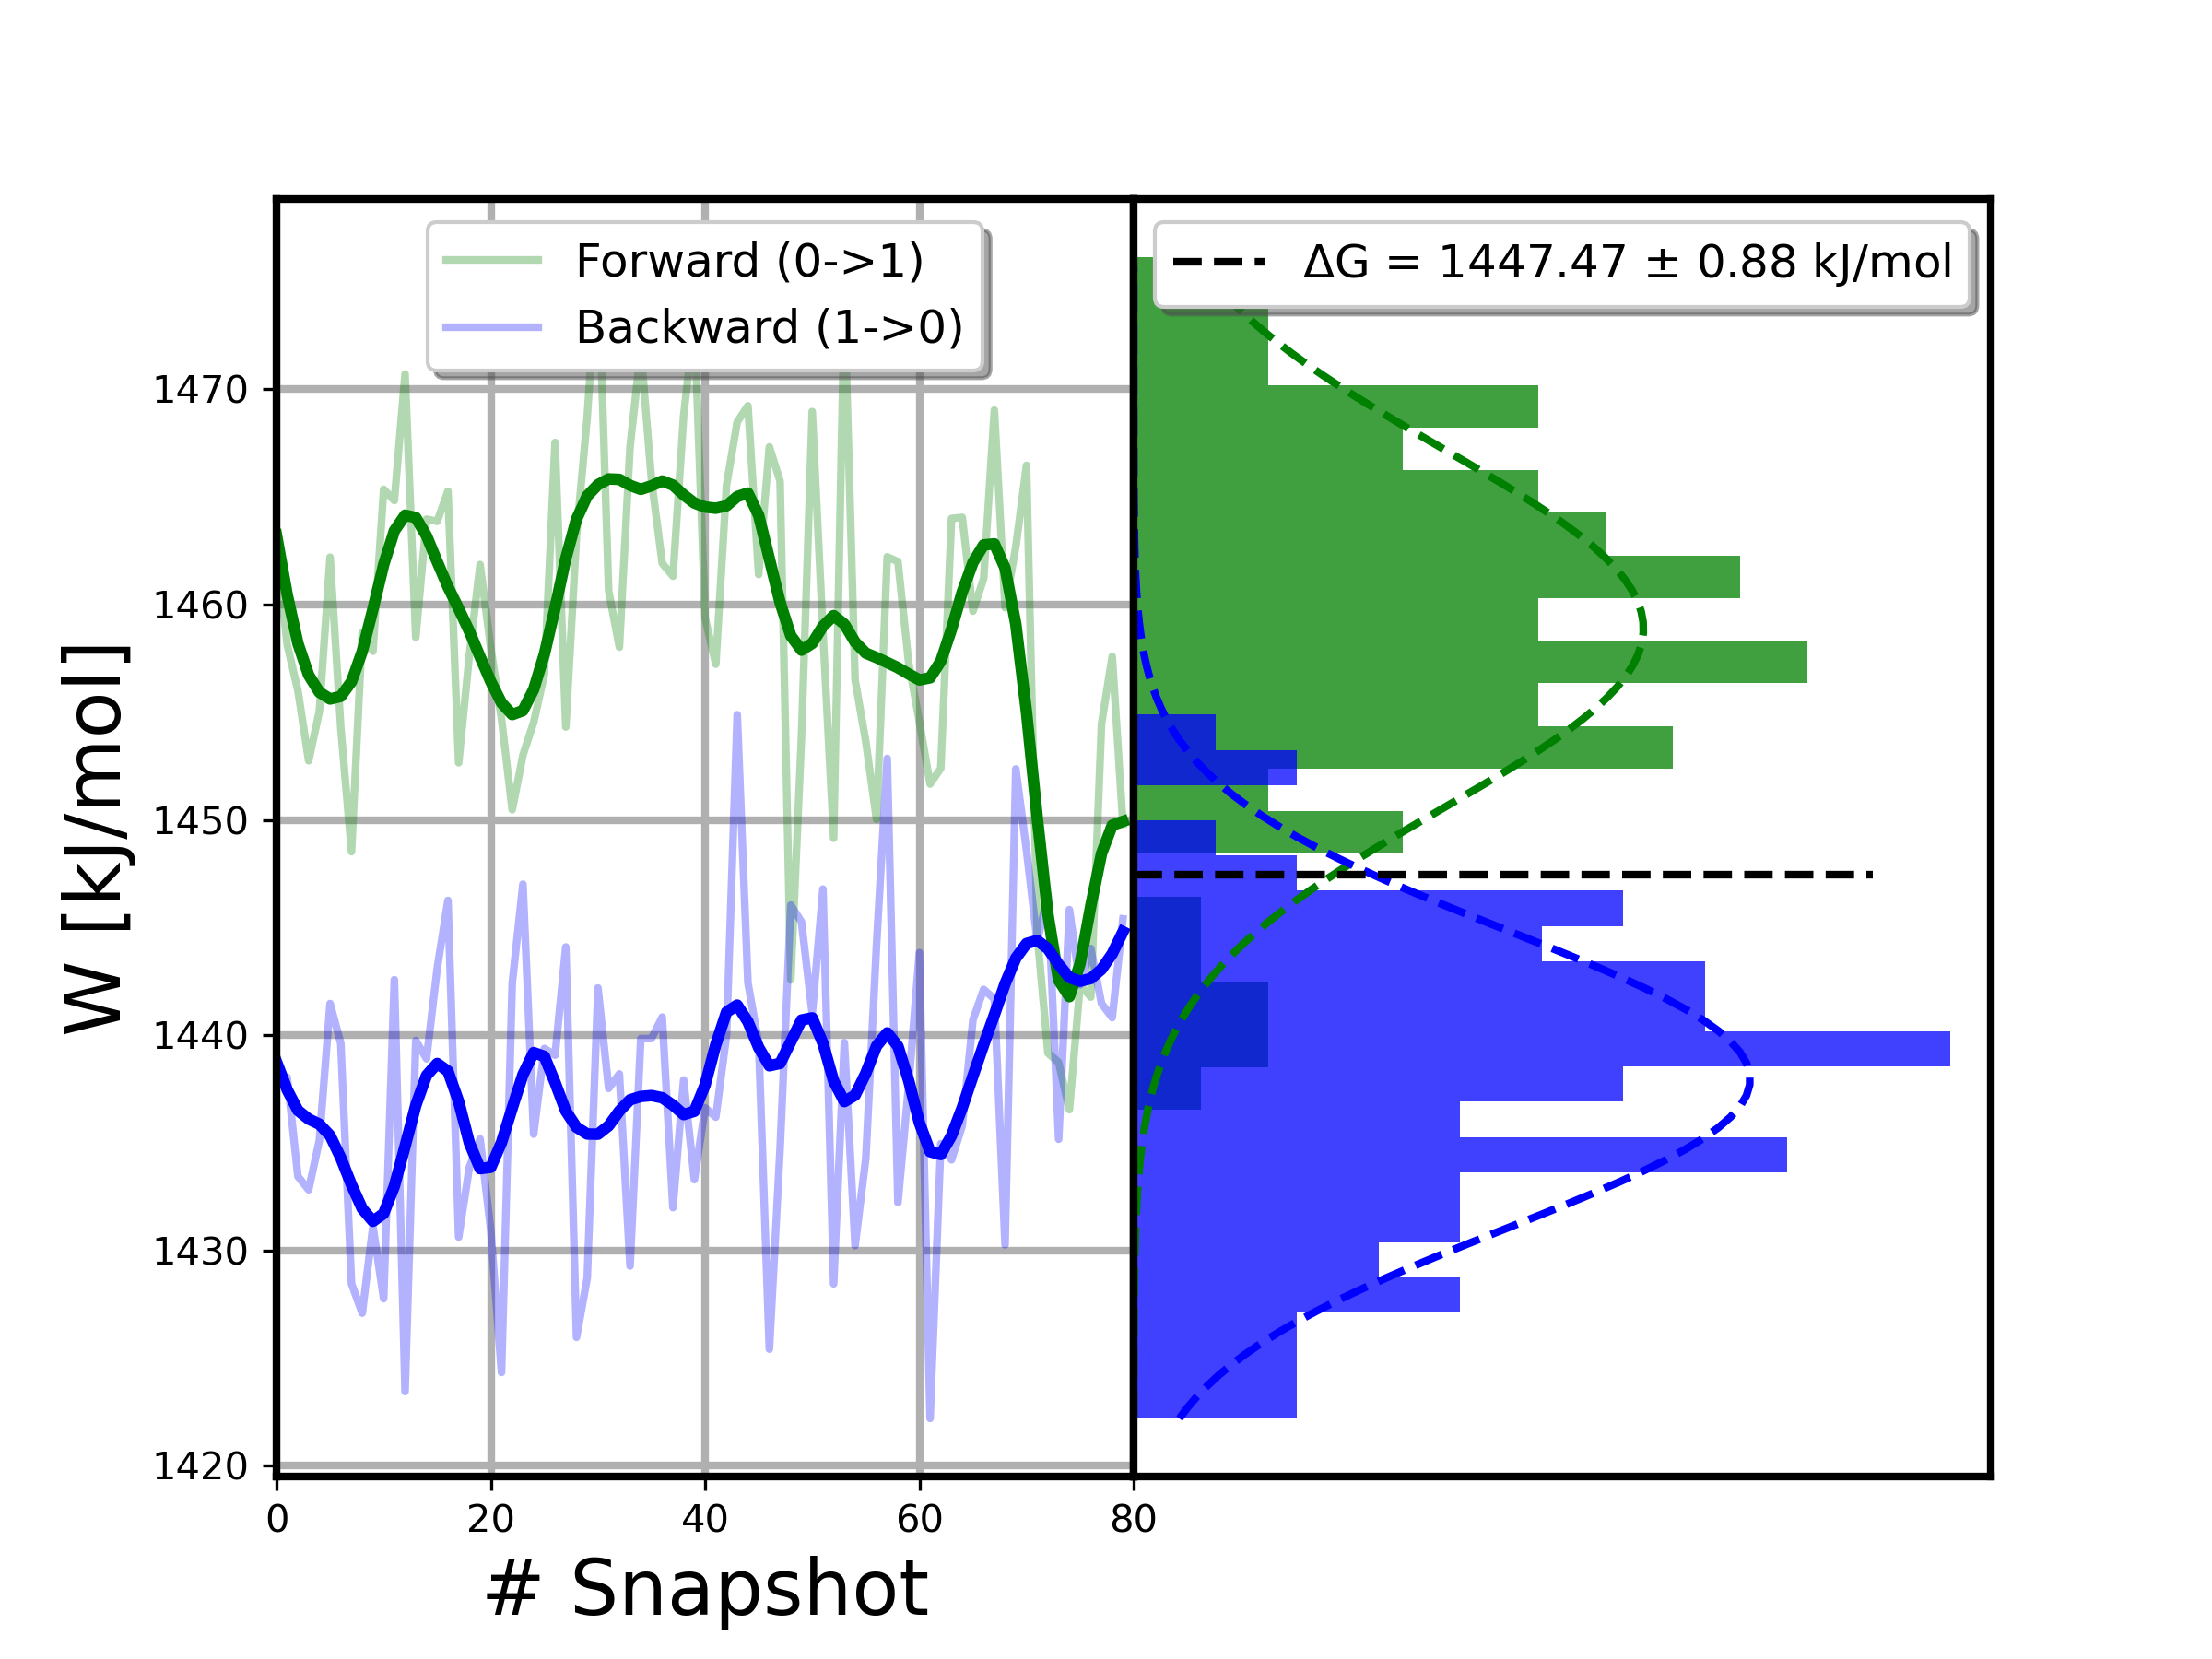 Forward (0->1)
Backward (1->0)
ΔG = 1447.47 ± 0.88 kJ/mol
W [kJ/mol]
1470
1460
1450
1440
1430
1420
0 20 40 60 80
# Snapshot